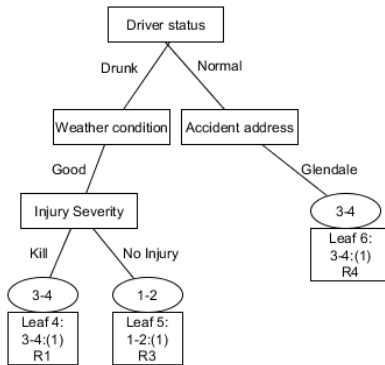 Driver status
Drunk
Normal
Weather condition
Accident address
Good
Glendale
Injury Severity
3-4
Kill
No Injury
Leaf 6:
3-4:(1)
R4
3-4
1-2
Leaf 4:
3-4:(1)
R1
Leaf 5:
1-2:(1)
R3